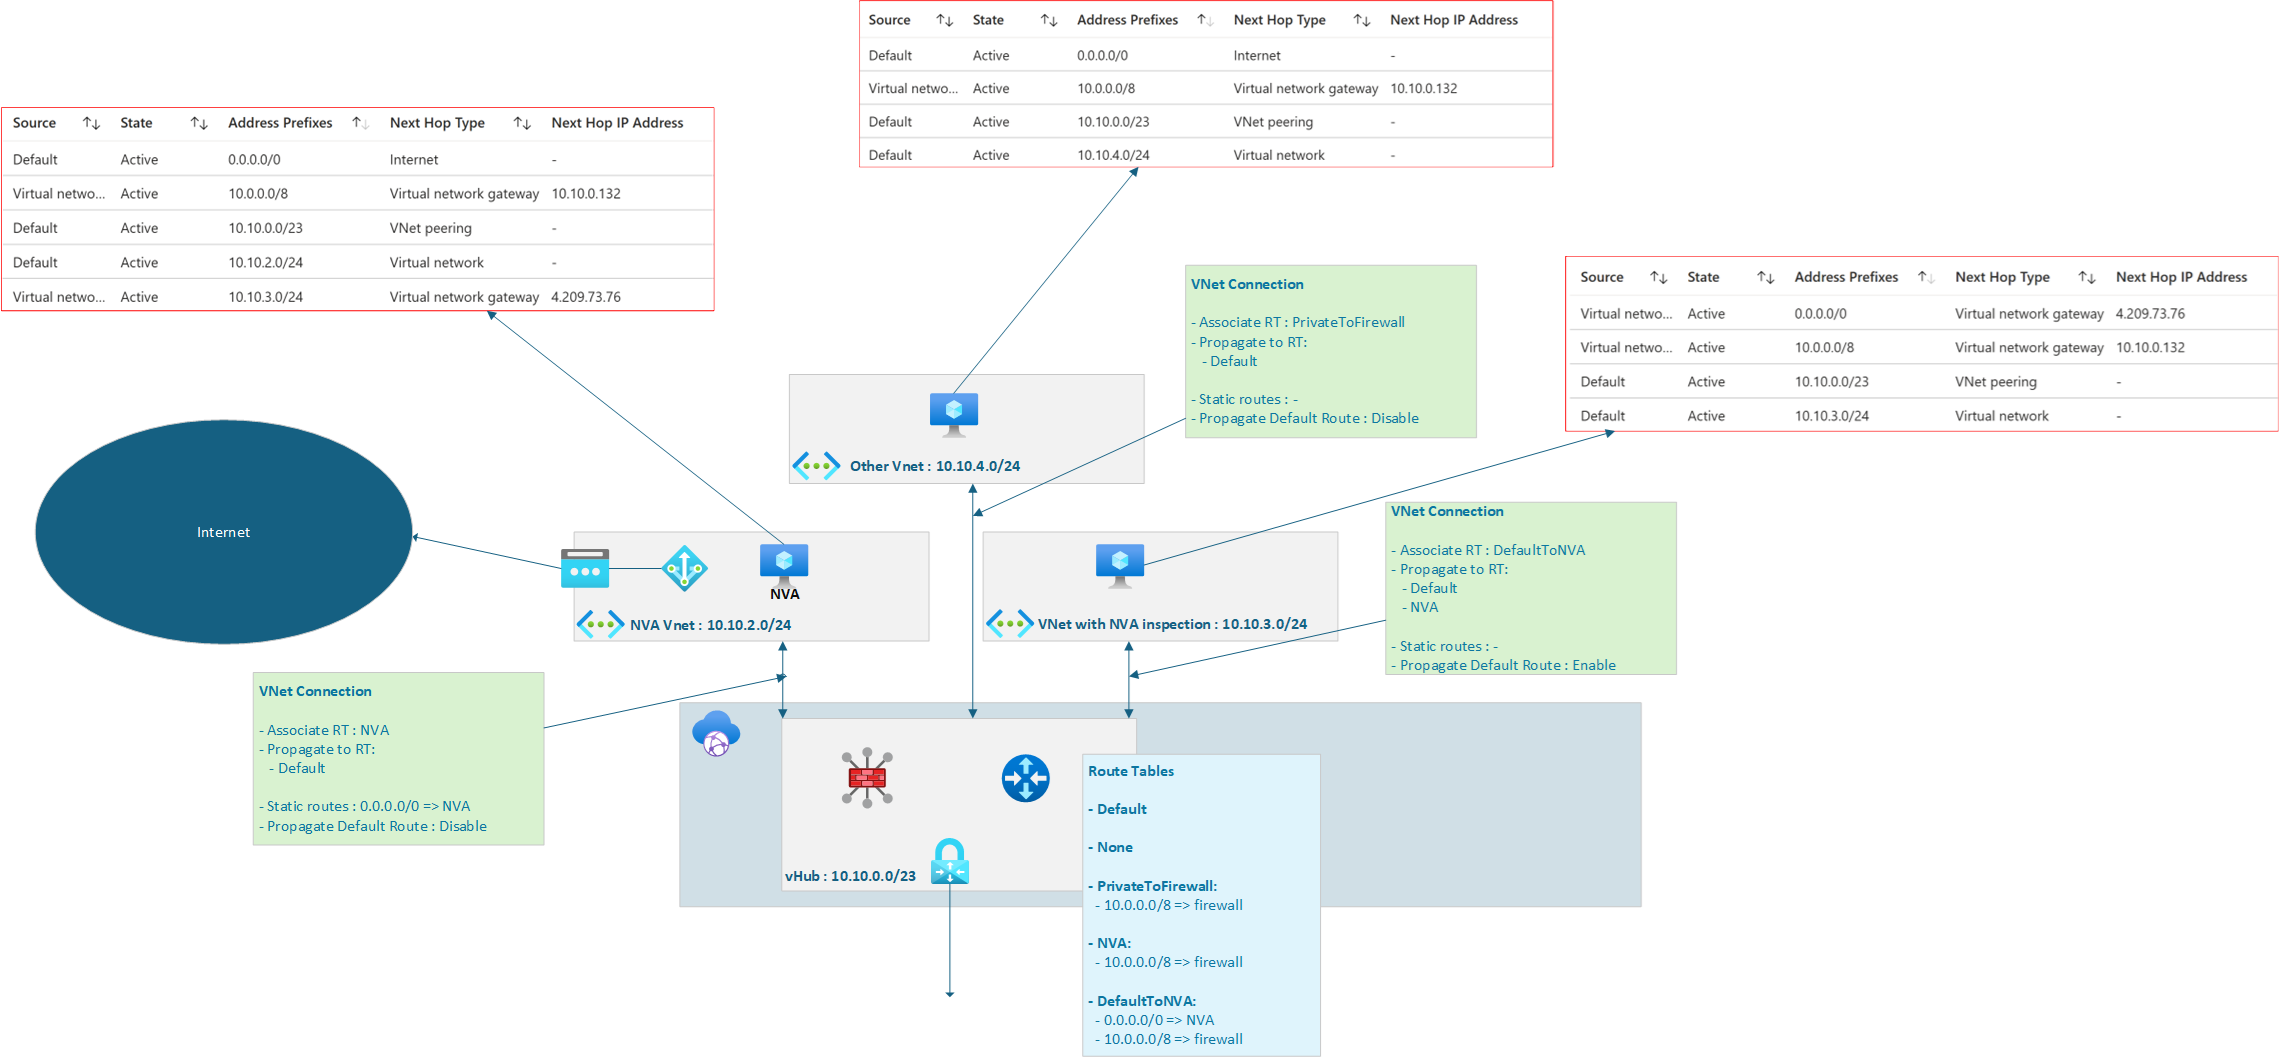 Source State Address Prefixes Next Hop Type Next Hop IP Address
Default Active 0.0.0.0/0 Internet -
Virtual netwo... Active 10.0.0.0/8 Virtual network gateway 10.10.0.132
Default Active 10.10.0.0/23 VNet peering -
Default Active 10.10.4.0/24 Virtual network -
Source State Address Prefixes Next Hop Type Next Hop IP Address
Default Active 0.0.0.0/0 Internet -
Virtual netwo... Active 10.0.0.0/8 Virtual network gateway 10.10.0.132
Default Active 10.10.0.0/23 VNet peering -
Default Active 10.10.2.0/24 Virtual network -
Virtual netwo... Active 10.10.3.0/24 Virtual network gateway 4.209.73.76
Source State Address Prefixes Next Hop Type Next Hop IP Address
Virtual netwo... Active 0.0.0.0/0 Virtual network gateway 4.209.73.76
Virtual netwo... Active 10.0.0.0/8 Virtual network gateway 10.10.0.132
Default Active 10.10.0.0/23 VNet peering -
Default Active 10.10.3.0/24 Virtual network -
VNet Connection
- Associate RT : PrivateToFirewall
- Propagate to RT:
- Default
- Static routes : -
- Propagate Default Route : Disable
Other Vnet : 10.10.4.0/24
Internet
NVA
NVA Vnet : 10.10.2.0/24
VNet with NVA inspection : 10.10.3.0/24
VNet Connection
- Associate RT : DefaultToNVA
- Propagate to RT:
- Default
- NVA
- Static routes : -
- Propagate Default Route : Enable
VNet Connection
- Associate RT : NVA
- Propagate to RT:
- Default
- Static routes : 0.0.0.0/0 => NVA
- Propagate Default Route : Disable
vHub : 10.10.0.0/23
Route Tables
- Default
- None
- PrivateToFirewall:
- 10.0.0.0/8 => firewall
- NVA:
- 10.0.0.0/8 => firewall
- DefaultToNVA:
- 0.0.0.0/0 => NVA
- 10.0.0.0/8 => firewall